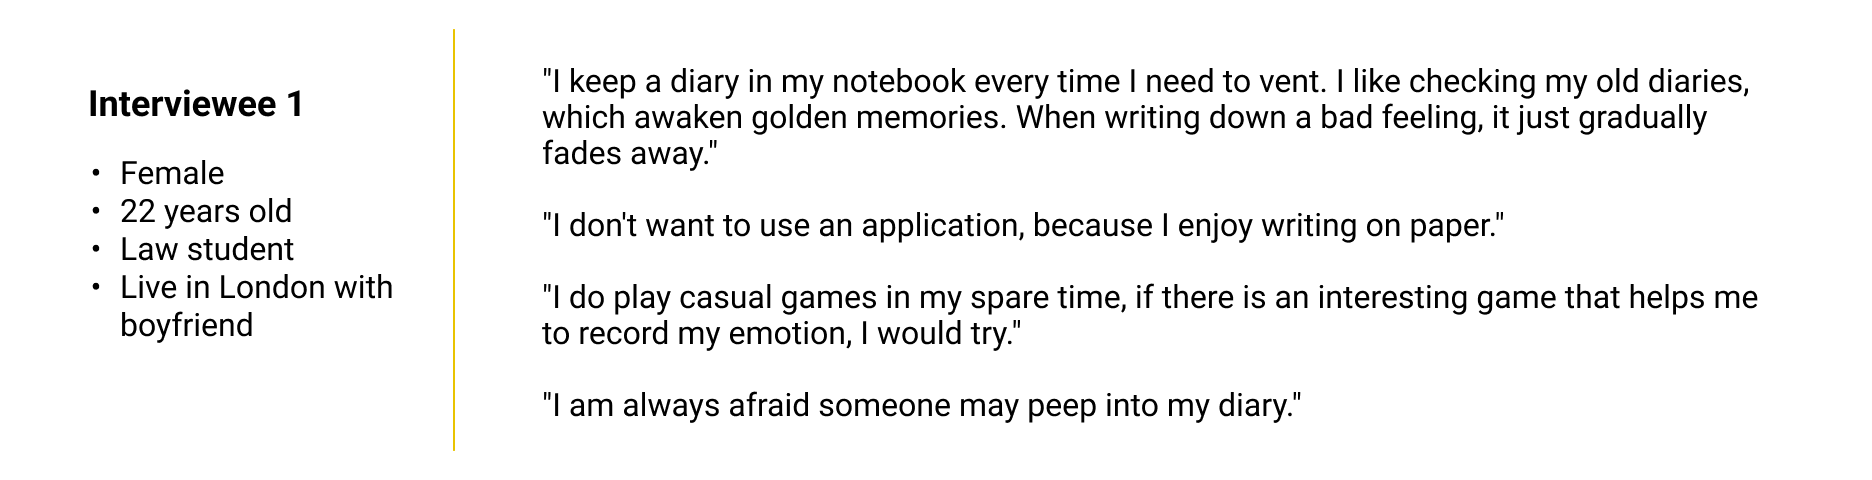 Interviewee 1
• Female
• 22 years old
• Law student
• Live in London with
boyfriend
"I keep a diary in my notebook every time I need to vent. I like checking my old diaries,
which awaken golden memories. When writing down a bad feeling, it just gradually
fades away."
"I don't want to use an application, because I enjoy writing on paper."
"I do play casual games in my spare time, if there is an interesting game that helps me
to record my emotion, I would try."
"I am always afraid someone may peep into my diary."